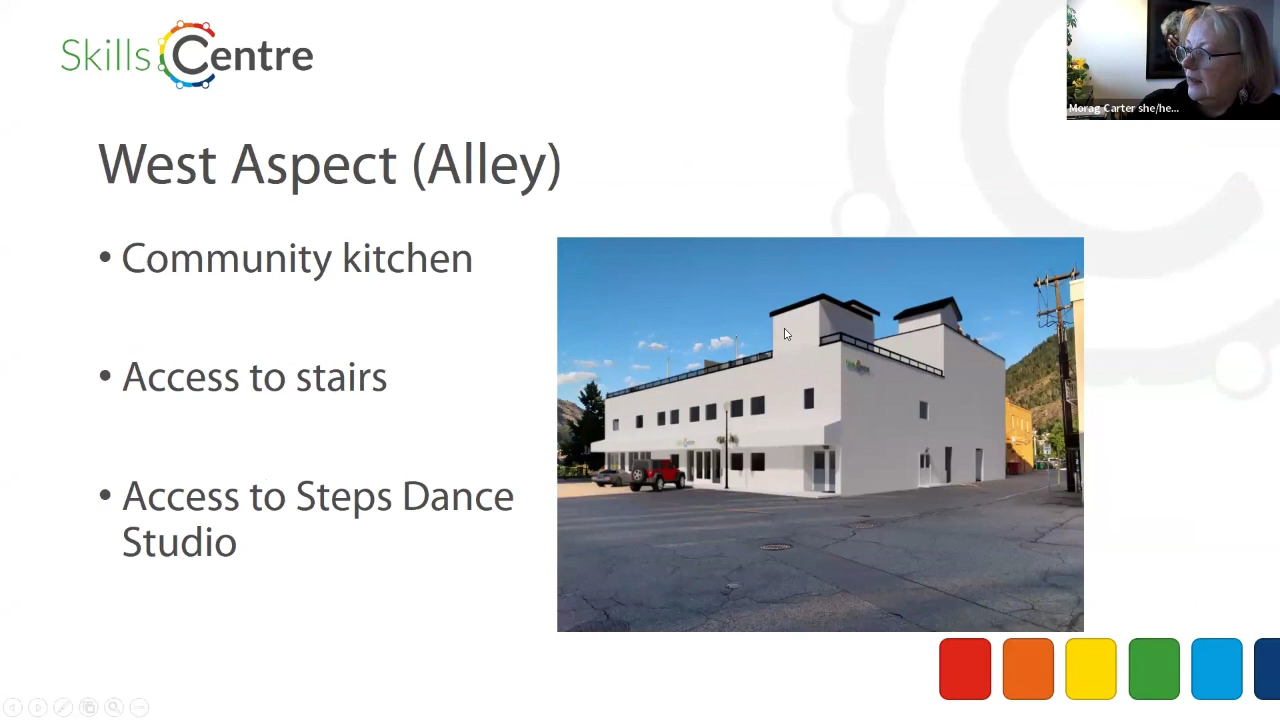 Skills Centre
Morag Carter she/he...
West Aspect (Alley)
• Community kitchen
• Access to stairs
• Access to Steps Dance
Studio